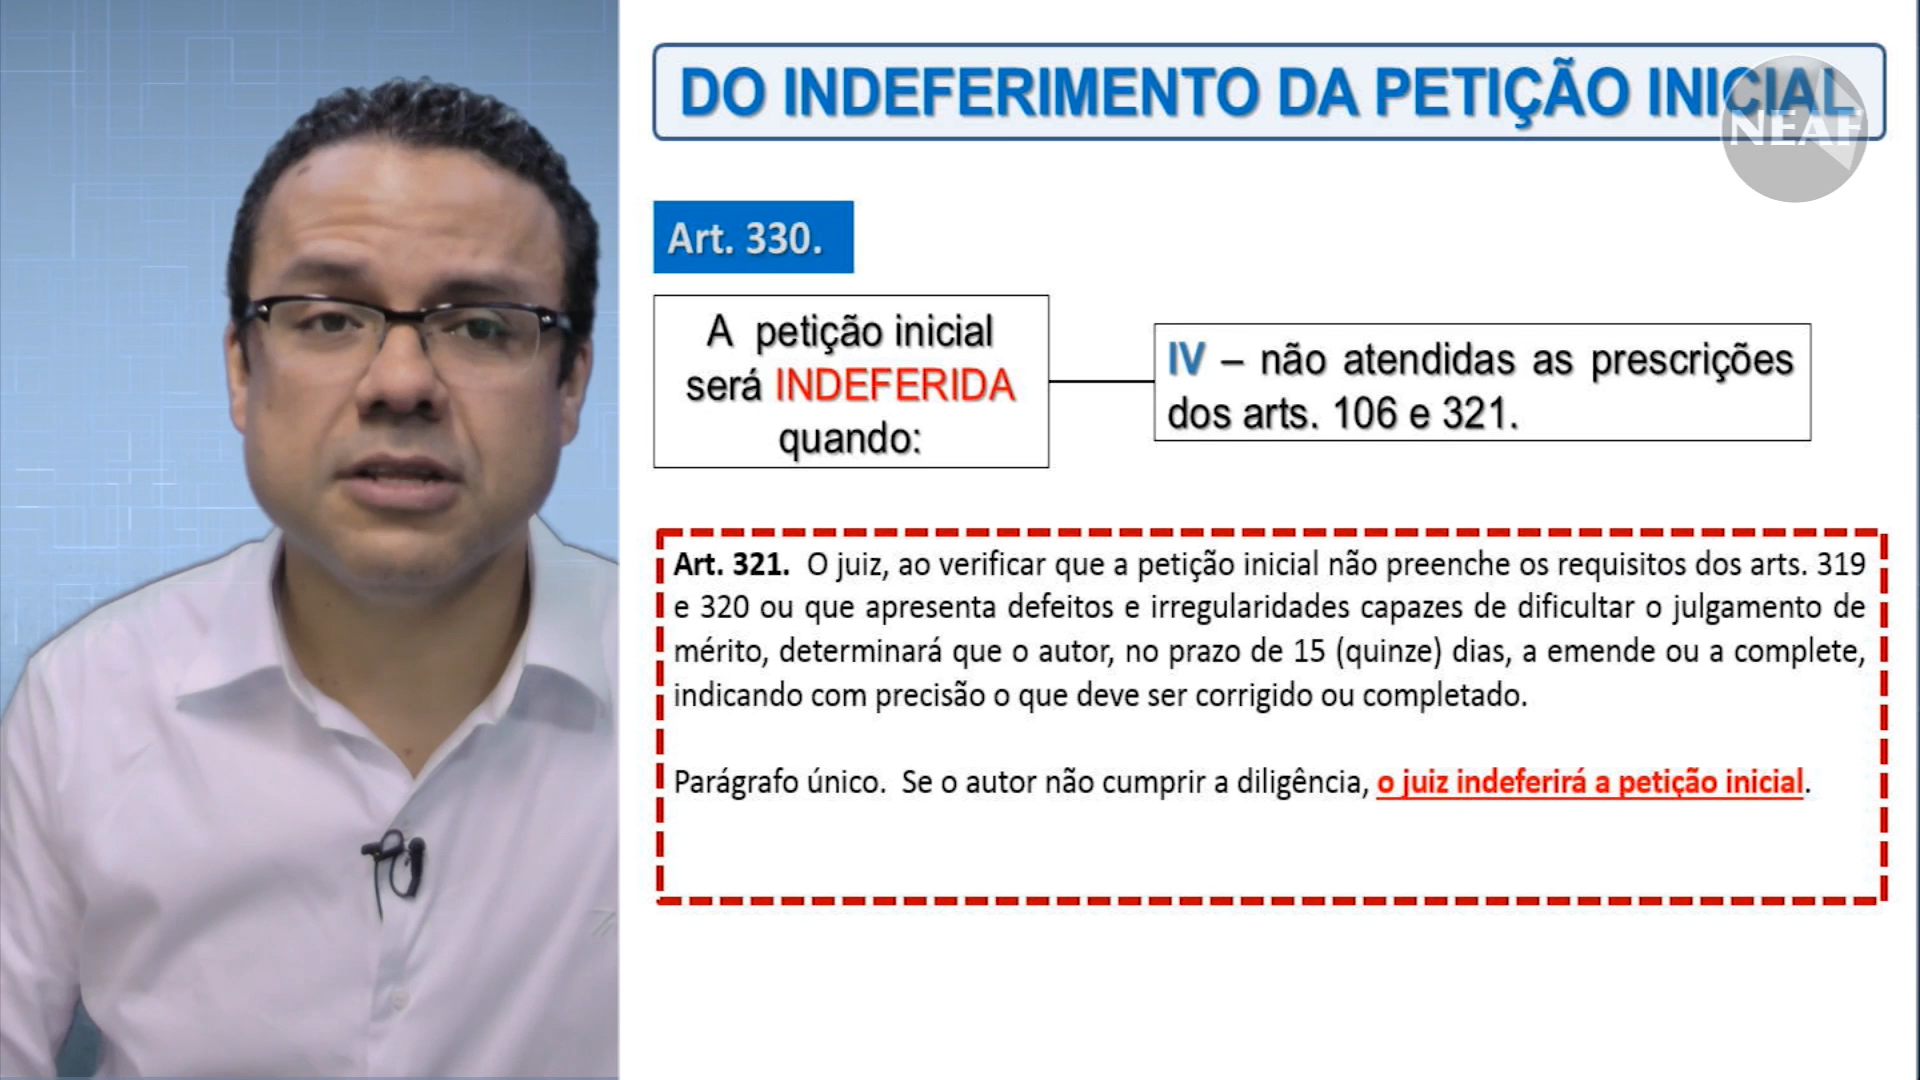 DO INDEFERIMENTO DA PETIÇÃO INICIAL
NEAF
Art. 330.
A petição inicial
será INDEFERIDA
quando:
IV – não atendidas as prescrições
dos arts. 106 e 321.
Art. 321. O juiz, ao verificar que a petição inicial não preenche os requisitos dos arts. 319
e 320 ou que apresenta defeitos e irregularidades capazes de dificultar o julgamento de
mérito, determinará que o autor, no prazo de 15 (quinze) dias, a emende ou a complete,
indicando com precisão o que deve ser corrigido ou completado.
Parágrafo único. Se o autor não cumprir a diligência, o juiz indeferirá a petição inicial.